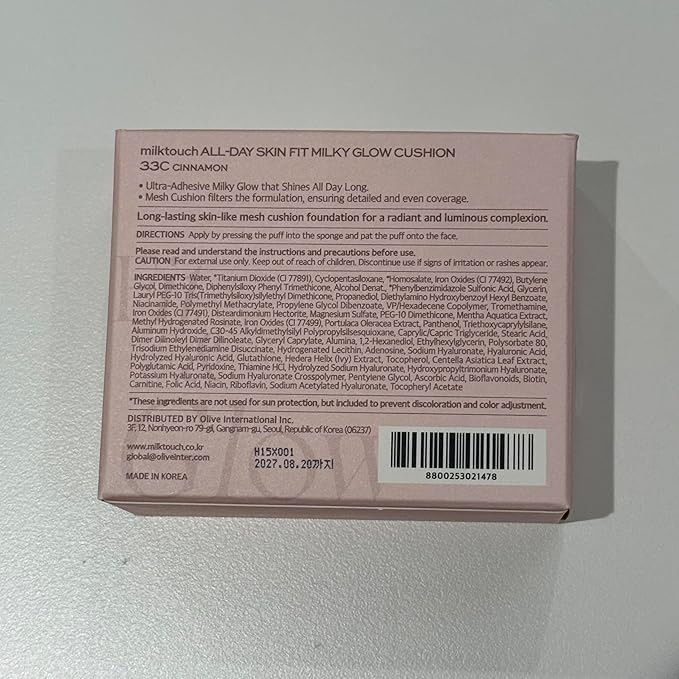 milktouch ALL-DAY SKIN FIT MILKY GLOW CUSHION
33C CINNAMON
• Ultra-Adhesive Milky Glow that Shines All Day Long.
• Mesh Cushion filters the formulation, ensuring detailed and even coverage.
Long-lasting skin-like mesh cushion foundation for a radiant and luminous complexion.
DIRECTIONS Apply by pressing the puff into the sponge and pat the puff onto the face.
Please read and understand the instructions and precautions before use.
CAUTION For external use only. Keep out of reach of children. Discontinue use if signs of irritation or rashes appear.
INGREDIENTS Water, *Titanium Dioxide (CI 77891), Cyclopentasiloxane, *Homosalate, Iron Oxides (CI 77492), Butylene
Glycol, Dimethicone, Diphenylsiloxy Phenyl Trimethicone, Alcohol Denat., *Phenylbenzimidazole Sulfonic Acid, Glycerin,
Lauryl PEG-10 Tris(Trimethylsiloxy)silylethyl Dimethicone, Propanediol, Diethylamino Hydroxybenzoyl Hexyl Benzoate,
Niacinamide, Polymethyl Methacrylate, Propylene Glycol Dibenzoate, VP/Hexadecene Copolymer, Tromethamine,
Iron Oxides (CI 77491), Disteardimonium Hectorite, Magnesium Sulfate, PEG-10 Dimethicone, Mentha Aquatica Extract,
Methyl Hydrogenated Rosinate, Iron Oxides (CI 77499), Portulaca Oleracea Extract, Panthenol, Triethoxycaprylylsilane,
Aluminum Hydroxide, C30-45 Alkyldimethylsilyl Polypropylsilsesquioxane, Caprylic/Capric Triglyceride, Stearic Acid,
Dimer Dilinoleyl Dimer Dilinoleate, Glyceryl Caprylate, Alumina, 1,2-Hexanediol, Ethylhexylglycerin, Polysorbate 80,
Trisodium Ethylenediamine Disuccinate, Hydrogenated Lecithin, Adenosine, Sodium Hyaluronate, Hyaluronic Acid,
Hydrolyzed Hyaluronic Acid, Glutathione, Hedera Helix (Ivy) Extract, Tocopherol, Centella Asiatica Leaf Extract,
Polyglutamic Acid, Pyridoxine, Thiamine HCl, Hydrolyzed Sodium Hyaluronate, Hydroxypropyltrimonium Hyaluronate,
Potassium Hyaluronate, Sodium Hyaluronate Crosspolymer, Pentylene Glycol, Ascorbic Acid, Bioflavonoids, Biotin,
Carnitine, Folic Acid, Niacin, Riboflavin, Sodium Acetylated Hyaluronate, Tocopheryl Acetate
*These ingredients are not used for sun protection, but included to prevent discoloration and color adjustment.
DISTRIBUTED BY Olive International Inc.
3F, 12, Nonhyeon-ro 79-gil, Gangnam-gu, Seoul, Republic of Korea (06237)
www.milktouch.co.kr
global@oliveinter.com
MADE IN KOREA
H15X001
2027.08.20까지
8800253021478
Glow